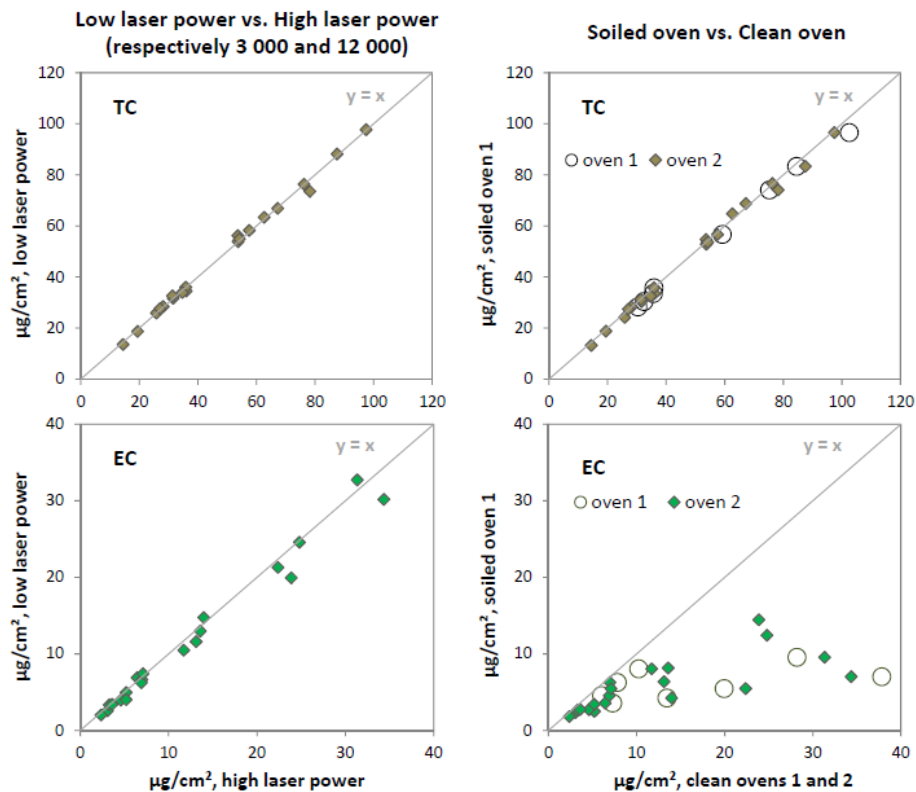 Low laser power vs. High laser power
(respectively 3 000 and 12 000)
Soiled oven vs. Clean oven
120
100
80
60
40
20
0
0 20 40 60 80 100 120
µg/cm², low laser power
TC
y = x
120
100
80
60
40
20
0
0 20 40 60 80 100 120
µg/cm², soiled oven 1
TC
y = x
oven 1 oven 2
40
30
20
10
0
0 10 20 30 40
µg/cm², low laser power
EC
y = x
µg/cm², high laser power
40
30
20
10
0
0 10 20 30 40
µg/cm², soiled oven 1
EC
y = x
oven 1 oven 2
µg/cm², clean ovens 1 and 2